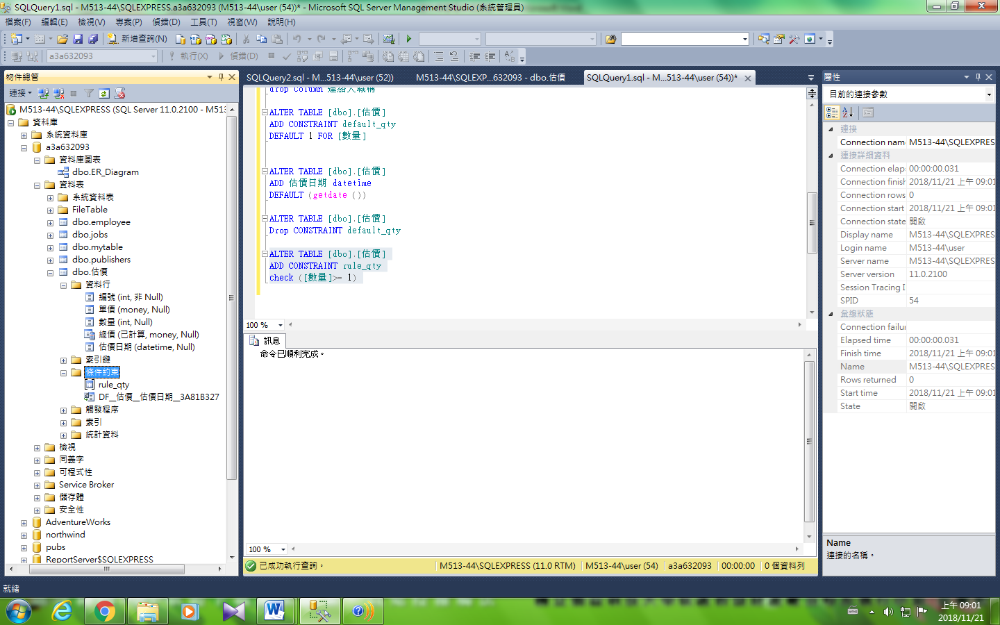 SQLQuery1.sql - M513-44\SQLEXPRESS.a3a632093 (M513-44\user (54))* - Microsoft SQL Server Management Studio (系統管理員)
檔案(F) 編輯(E) 檢視(V) 專案(P) 偵錯(D) 工具(T) 視窗(W) 說明(H)
新增查詢(N)
a3a632093 執行(X) 偵錯(D)
物件總管
連接
M513-44\SQLEXPRESS (SQL Server 11.0.2100 - M513
資料庫
系統資料庫
a3a632093
資料庫圖表
dbo.ER_Diagram
資料表
系統資料表
FileTable
dbo.employee
dbo.jobs
dbo.mytable
dbo.publishers
dbo.估價
資料行
編號 (int, 非 Null)
單價 (money, Null)
數量 (int, Null)
總價 (已計算, money, Null)
估價日期 (datetime, Null)
索引鍵
條件約束
rule_qty
DF__估價__估價日期__3A81B327
觸發程序
索引
統計資料
檢視
同義字
可程式性
Service Broker
儲存體
安全性
AdventureWorks
northwind
pubs
ReportServer$SQLEXPRESS
SQLQuery2.sql - M...513-44\user (52))
M513-44\SQLEXP...632093 - dbo.估價
SQLQuery1.sql - M...513-44\user (54))*
drop Column 連絡人職稱
ALTER TABLE [dbo].[估價]
ADD CONSTRAINT default_qty
DEFAULT 1 FOR [數量]
ALTER TABLE [dbo].[估價]
ADD 估價日期 datetime
DEFAULT (getdate ())
ALTER TABLE [dbo].[估價]
Drop CONSTRAINT default_qty
ALTER TABLE [dbo].[估價]
ADD CONSTRAINT rule_qty
check ([數量]>= 1)
100 %
訊息
命令已順利完成。
100 %
已成功執行查詢。 M513-44\SQLEXPRESS (11.0 RTM) M513-44\user (54) a3a632093 00:00:00 0 個資料列
屬性
目前的連接參數
連接
Connection nam M513-44\SQLEXPRES
連接詳細資料
Connection elap 00:00:00.031
Connection finish 2018/11/21 上午 09:01
Connection rows 0
Connection start 2018/11/21 上午 09:01
Connection state 開啟
Display name M513-44\SQLEXPRES
Login name M513-44\user
Server name M513-44\SQLEXPRES
Server version 11.0.2100
Session Tracing I
SPID 54
彙總狀態
Connection failur
Elapsed time 00:00:00.031
Finish time 2018/11/21 上午 09:01
Name M513-44\SQLEXPRES
Rows returned 0
Start time 2018/11/21 上午 09:01
State 開啟
Name
連接的名稱。
就緒
上午 09:01
2018/11/21